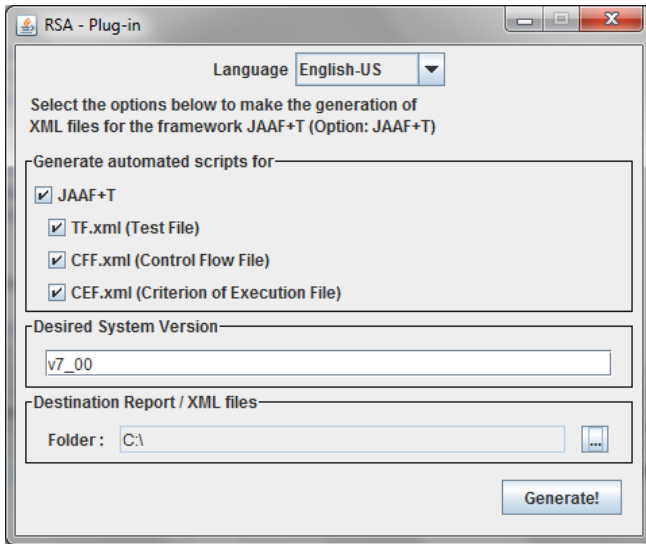 RSA - Plug-in
Language English-US
Select the options below to make the generation of
XML files for the framework JAAF+T (Option: JAAF+T)
Generate automated scripts for
JAAF+T
TF.xml (Test File)
CFF.xml (Control Flow File)
CEF.xml (Criterion of Execution File)
Desired System Version
v7_00
Destination Report / XML files
Folder : C:\ ...
Generate!